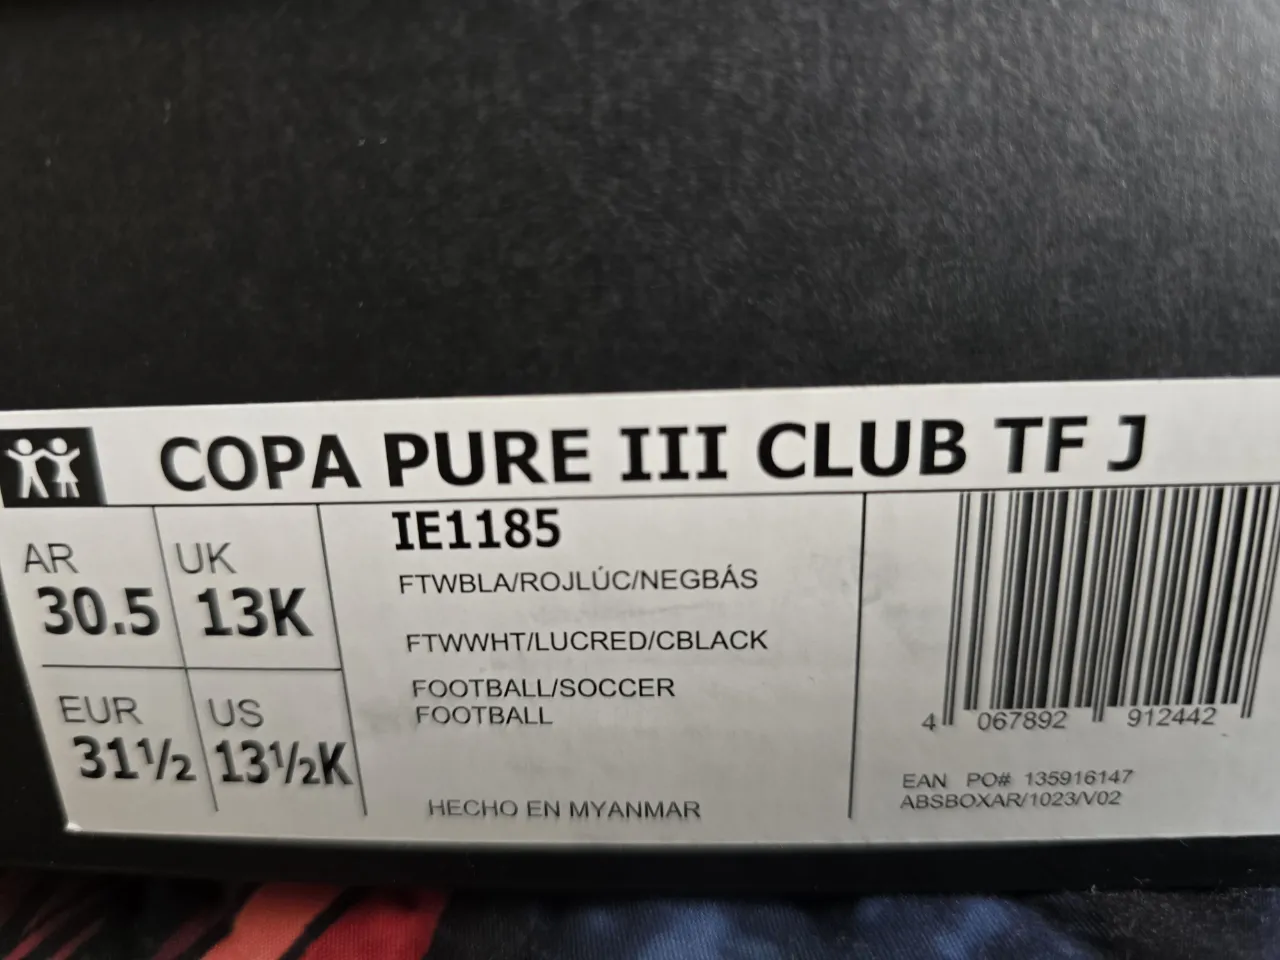 COPA PURE III CLUB TF J
AR
30.5
UK
13K
EUR
31½
US
13½K
IE1185
FTWBLA/ROJLÚC/NEGBÁS
FTWWHT/LUCRED/CBLACK
FOOTBALL/SOCCER
FOOTBALL
HECHO EN MYANMAR
4 067892 912442
EAN PO# 135916147
ABSBOXAR/1023/V02